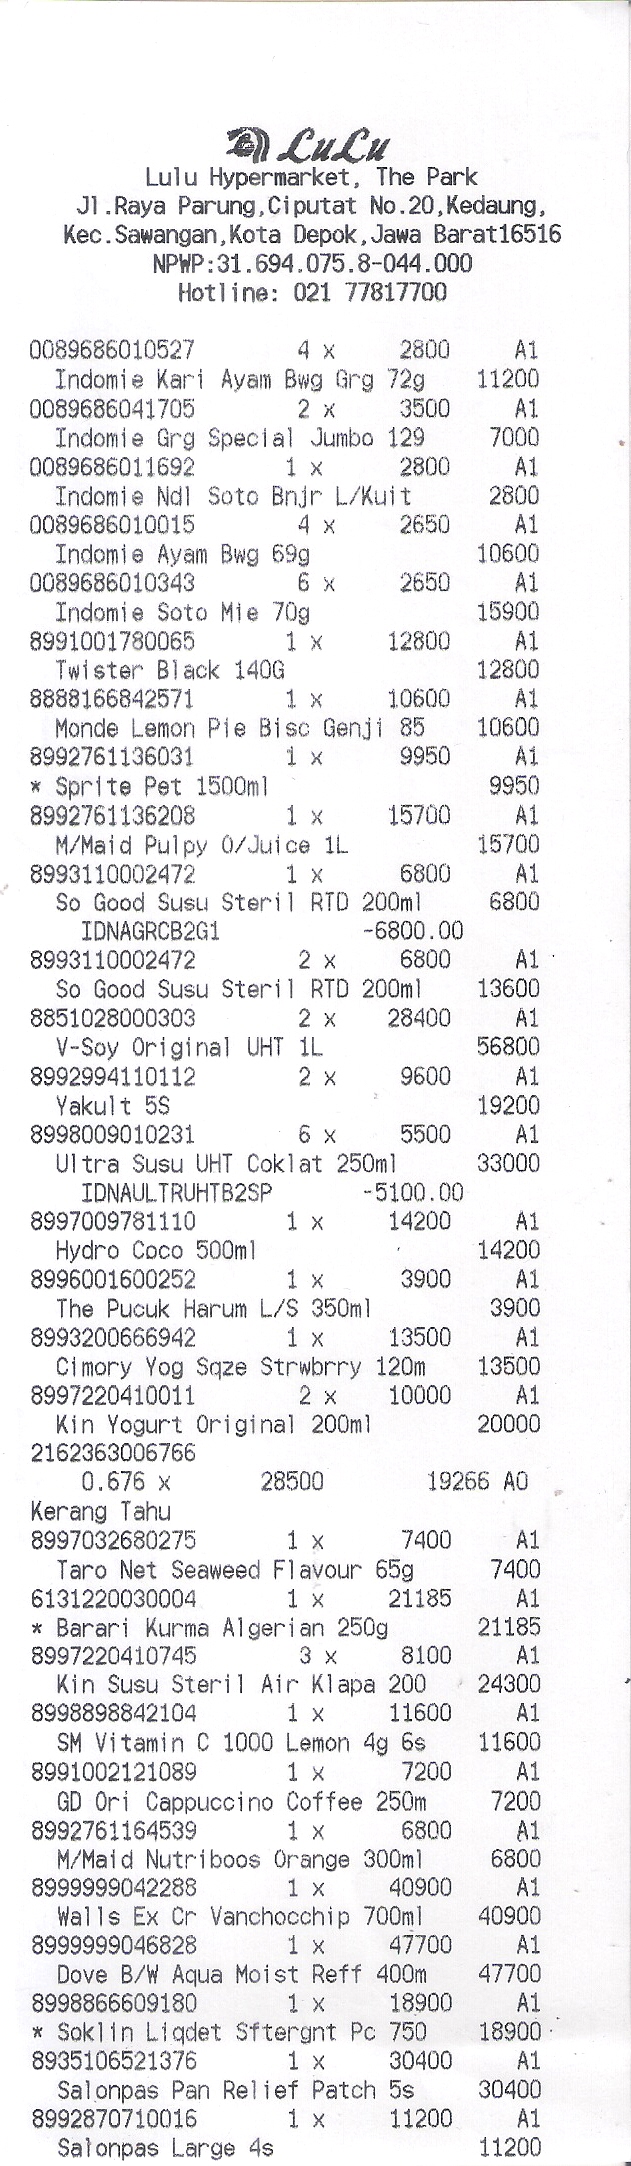 LuLu
Lulu Hypermarket, The Park
Jl.Raya Parung,Ciputat No.20,Kedaung,
Kec.Sawangan,Kota Depok,Jawa Barat16516
NPWP:31.694.075.8-044.000
Hotline: 021 77817700
0089686010527 4 x 2800 A1
Indomie Kari Ayam Bwg Grg 72g 11200
0089686041705 2 x 3500 A1
Indomie Grg Special Jumbo 129 7000
0089686011692 1 x 2800 A1
Indomie Ndl Soto Bnjr L/Kuit 2800
0089686010015 4 x 2650 A1
Indomie Ayam Bwg 69g 10600
0089686010343 6 x 2650 A1
Indomie Soto Mie 70g 15900
8991001780065 1 x 12800 A1
Twister Black 140G 12800
8888166842571 1 x 10600 A1
Monde Lemon Pie Bisc Genji 85 10600
8992761136031 1 x 9950 A1
* Sprite Pet 1500ml 9950
8992761136208 1 x 15700 A1
M/Maid Pulpy O/Juice 1L 15700
8993110002472 1 x 6800 A1
So Good Susu Steril RTD 200ml 6800
IDNAGRCB2G1 -6800.00
8993110002472 2 x 6800 A1
So Good Susu Steril RTD 200ml 13600
8851028000303 2 x 28400 A1
V-Soy Original UHT 1L 56800
8992994110112 2 x 9600 A1
Yakult 5S 19200
8998009010231 6 x 5500 A1
Ultra Susu UHT Coklat 250ml 33000
IDNAULTRUHTB2SP -5100.00
8997009781110 1 x 14200 A1
Hydro Coco 500ml 14200
8996001600252 1 x 3900 A1
The Pucuk Harum L/S 350ml 3900
8993200666942 1 x 13500 A1
Cimory Yog Sqze Strwbrry 120m 13500
8997220410011 2 x 10000 A1
Kin Yogurt Original 200ml 20000
2162363006766
0.676 x 28500 19266 A0
Kerang Tahu
8997032680275 1 x 7400 A1
Taro Net Seaweed Flavour 65g 7400
6131220030004 1 x 21185 A1
* Barari Kurma Algerian 250g 21185
8997220410745 3 x 8100 A1
Kin Susu Steril Air Klapa 200 24300
8998898842104 1 x 11600 A1
SM Vitamin C 1000 Lemon 4g 6s 11600
8991002121089 1 x 7200 A1
GD Ori Cappuccino Coffee 250m 7200
8992761164539 1 x 6800 A1
M/Maid Nutriboos Orange 300ml 6800
8999999042288 1 x 40900 A1
Walls Ex Cr Vanchocchip 700ml 40900
8999999046828 1 x 47700 A1
Dove B/W Aqua Moist Reff 400m 47700
8998866609180 1 x 18900 A1
* Soklin Liqdet Sftergnt Pc 750 18900
8935106521376 1 x 30400 A1
Salonpas Pan Relief Patch 5s 30400
8992870710016 1 x 11200 A1
Salonpas Large 4s 11200